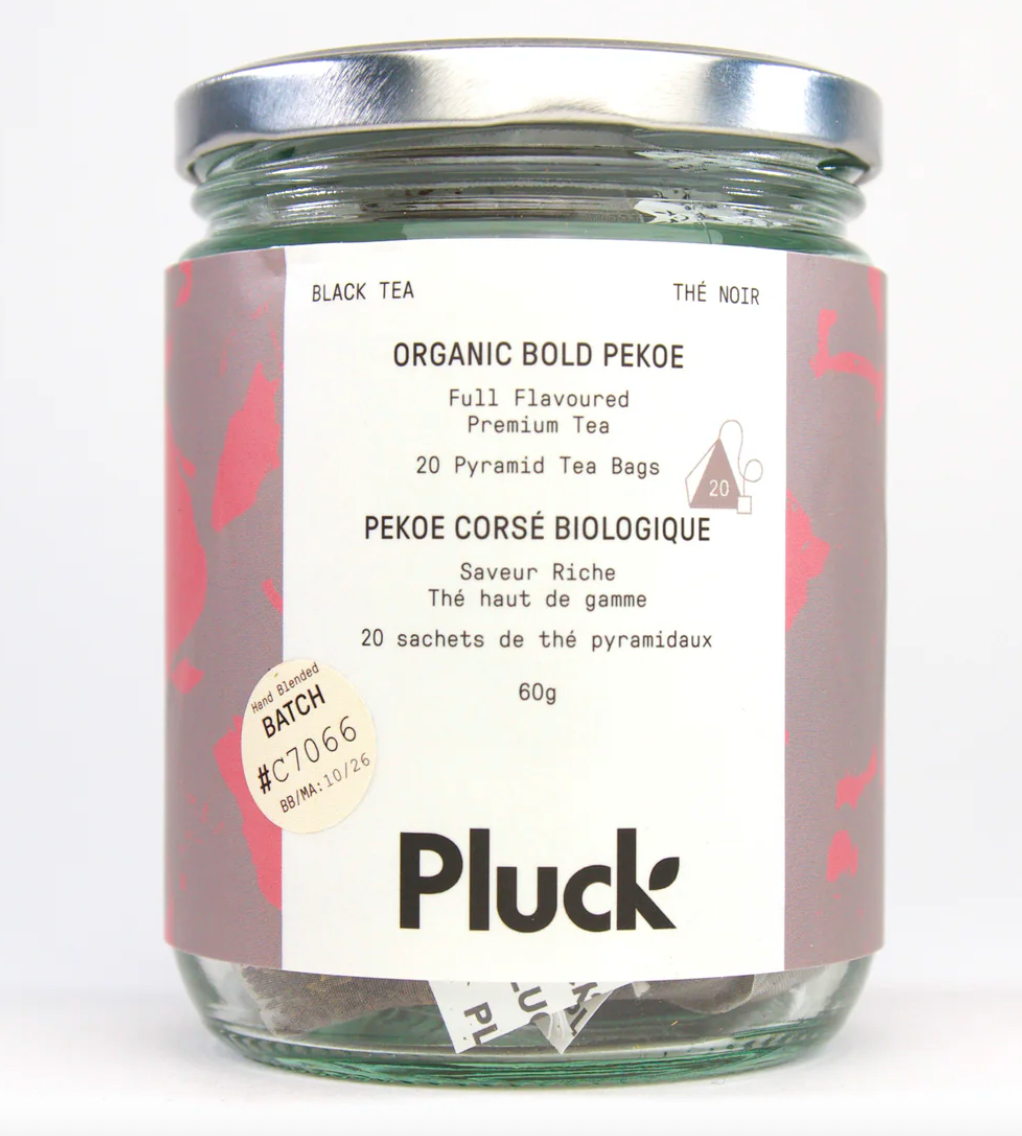 BLACK TEA
THÉ NOIR
ORGANIC BOLD PEKOE
Full Flavoured
Premium Tea
20 Pyramid Tea Bags
20
PEKOE CORSÉ BIOLOGIQUE
Saveur Riche
Thé haut de gamme
20 sachets de thé pyramidaux
60g
Hand Blended
BATCH
#C7066
BB/MA:10/26
Pluck